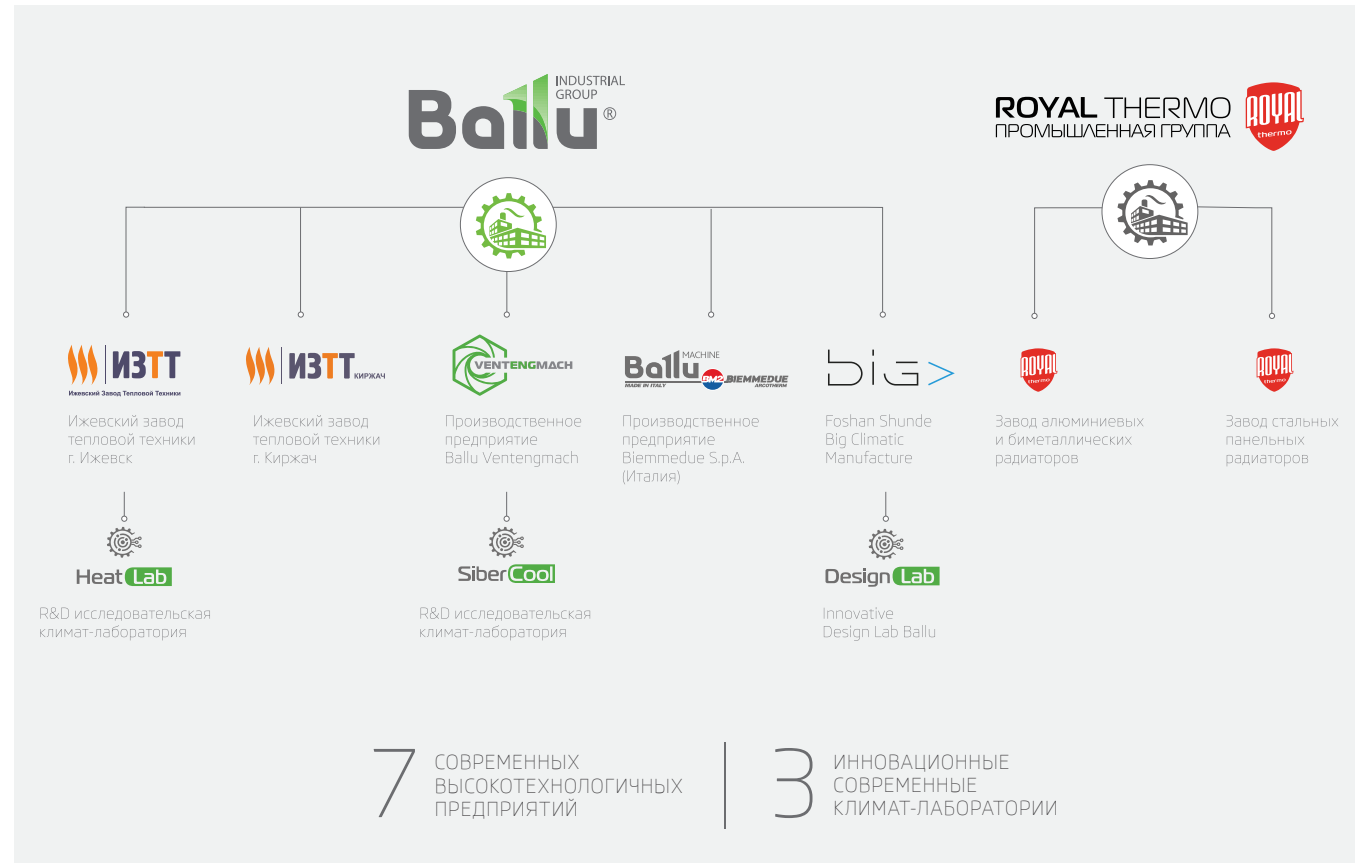 Ballu®
INDUSTRIAL
GROUP
ROYAL THERMO
ПРОМЫШЛЕННАЯ ГРУППА
ROYAL
thermo
ИЗТТ
Ижевский Завод Тепловой Техники
Ижевский завод
тепловой техники
г. Ижевск
ИЗТТ КИРЖАЧ
Ижевский завод
тепловой техники
г. Киржач
VENTENGMACH
Производственное
предприятие
Ballu Ventengmach
Ballu MACHINE
MADE IN ITALY
BM2 BIEMMEDUE
ARCOTHERM
Производственное
предприятие
Biemmedue S.p.A.
(Италия)
big>
Foshan Shunde
Big Climatic
Manufacture
ROYAL
thermo
Завод алюминиевых
и биметаллических
радиаторов
ROYAL
thermo
Завод стальных
панельных
радиаторов
Heat Lab
R&D исследовательская
климат-лаборатория
Siber Cool
R&D исследовательская
климат-лаборатория
Design Lab
Innovative
Design Lab Ballu
7
СОВРЕМЕННЫХ
ВЫСОКОТЕХНОЛОГИЧНЫХ
ПРЕДПРИЯТИЙ
3
ИННОВАЦИОННЫЕ
СОВРЕМЕННЫЕ
КЛИМАТ-ЛАБОРАТОРИИ